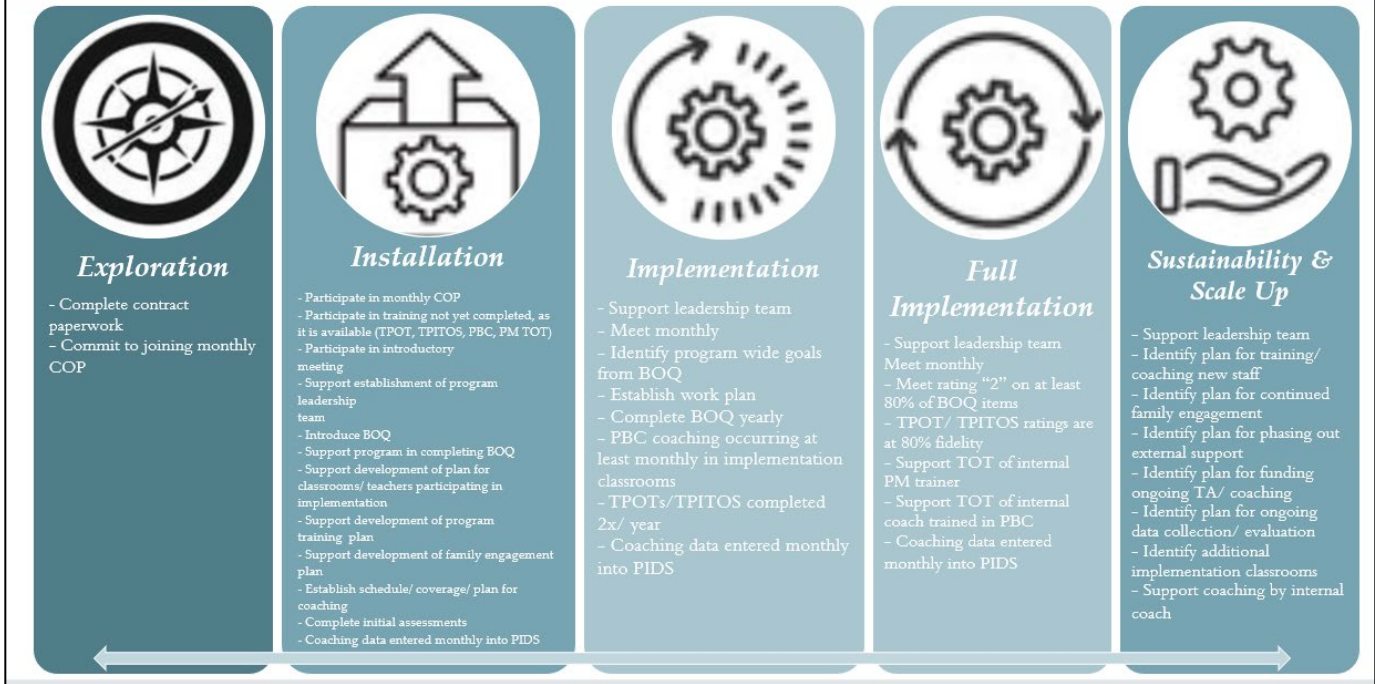 Exploration
- Complete contract
paperwork
- Commit to joining monthly
COP
Installation
- Participate in monthly COP
- Participate in training not yet completed, as
it is available (TPOT, TPITOS, PBC, PM TOT)
- Participate in introductory
meeting
- Support establishment of program
leadership
team
- Introduce BOQ
- Support program in completing BOQ
- Support development of plan for
classrooms/ teachers participating in
implementation
- Support development of program
training plan
- Support development of family engagement
plan
- Establish schedule/ coverage/ plan for
coaching
- Complete initial assessments
- Coaching data entered monthly into PIDS
Implementation
- Support leadership team
- Meet monthly
- Identify program wide goals
from BOQ
- Establish work plan
- Complete BOQ yearly
- PBC coaching occurring at
least monthly in implementation
classrooms
- TPOTs/TPITOS completed
2x/ year
- Coaching data entered monthly
into PIDS
Full
Implementation
- Support leadership team
Meet monthly
- Meet rating “2” on at least
80% of BOQ items
- TPOT/ TPITOS ratings are
at 80% fidelity
- Support TOT of internal
PM trainer
- Support TOT of internal
coach trained in PBC
- Coaching data entered
monthly into PIDS
Sustainability &
Scale Up
- Support leadership team
- Identify plan for training/
coaching new staff
- Identify plan for continued
family engagement
- Identify plan for phasing out
external support
- Identify plan for funding
ongoing TA/ coaching
- Identify plan for ongoing
data collection/ evaluation
- Identify additional
implementation classrooms
- Support coaching by internal
coach